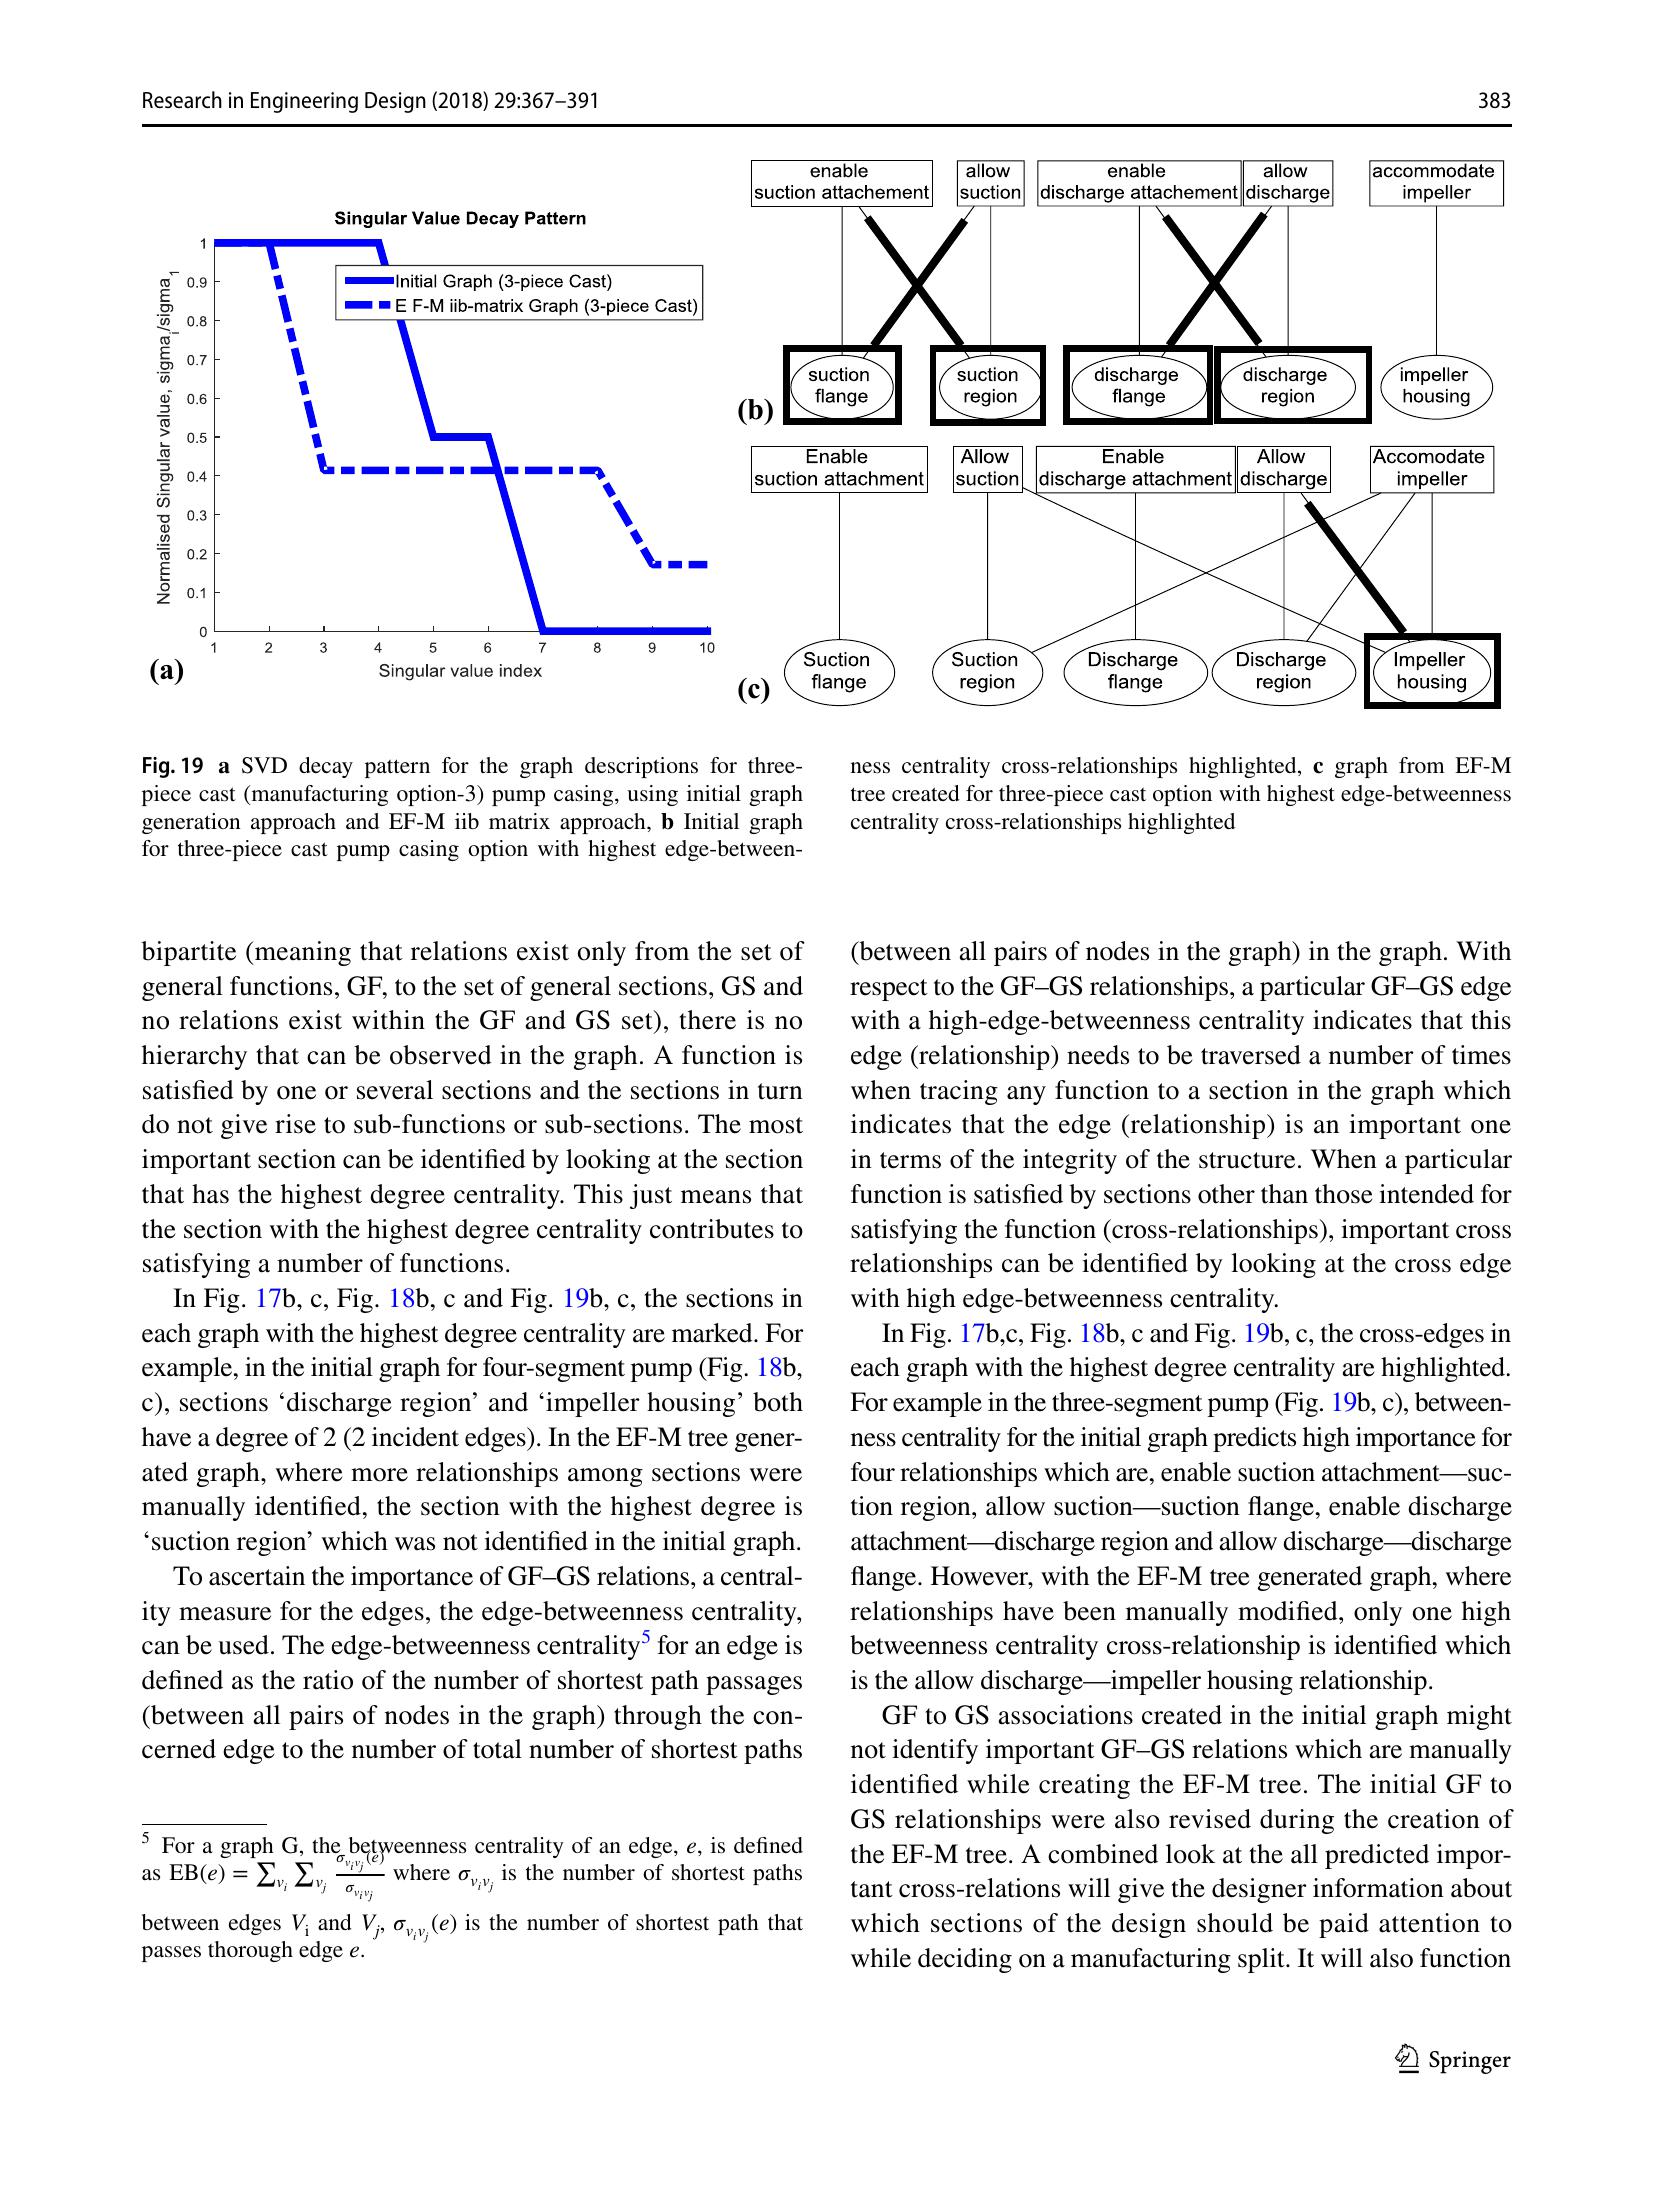 Research in Engineering Design (2018) 29:367–391
383
Singular Value Decay Pattern
Normalised Singular value, sigma_i/sigma_1
1
0.9
0.8
0.7
0.6
0.5
0.4
0.3
0.2
0.1
0
Initial Graph (3-piece Cast)
E F-M iib-matrix Graph (3-piece Cast)
1 2 3 4 5 6 7 8 9 10
Singular value index
(a)
enable
suction attachement
allow
suction
enable
discharge attachement
allow
discharge
accommodate
impeller
suction
flange
suction
region
discharge
flange
discharge
region
impeller
housing
(b)
Enable
suction attachment
Allow
suction
Enable
discharge attachment
Allow
discharge
Accomodate
impeller
Suction
flange
Suction
region
Discharge
flange
Discharge
region
Impeller
housing
(c)
Fig. 19 a SVD decay pattern for the graph descriptions for three-
piece cast (manufacturing option-3) pump casing, using initial graph
generation approach and EF-M iib matrix approach, b Initial graph
for three-piece cast pump casing option with highest edge-between-
ness centrality cross-relationships highlighted, c graph from EF-M
tree created for three-piece cast option with highest edge-betweenness
centrality cross-relationships highlighted
bipartite (meaning that relations exist only from the set of
general functions, GF, to the set of general sections, GS and
no relations exist within the GF and GS set), there is no
hierarchy that can be observed in the graph. A function is
satisfied by one or several sections and the sections in turn
do not give rise to sub-functions or sub-sections. The most
important section can be identified by looking at the section
that has the highest degree centrality. This just means that
the section with the highest degree centrality contributes to
satisfying a number of functions.
In Fig. 17b, c, Fig. 18b, c and Fig. 19b, c, the sections in
each graph with the highest degree centrality are marked. For
example, in the initial graph for four-segment pump (Fig. 18b,
c), sections ‘discharge region’ and ‘impeller housing’ both
have a degree of 2 (2 incident edges). In the EF-M tree gener-
ated graph, where more relationships among sections were
manually identified, the section with the highest degree is
‘suction region’ which was not identified in the initial graph.
To ascertain the importance of GF–GS relations, a central-
ity measure for the edges, the edge-betweenness centrality,
can be used. The edge-betweenness centrality5 for an edge is
defined as the ratio of the number of shortest path passages
(between all pairs of nodes in the graph) through the con-
cerned edge to the number of total number of shortest paths
5 For a graph G, the betweenness centrality of an edge, e, is defined
as EB(e) = ∑_{v_i} ∑_{v_j} σ_{v_i v_j}(e)/σ_{v_i v_j} where σ_{v_i v_j} is the number of shortest paths
between edges V_i and V_j, σ_{v_i v_j}(e) is the number of shortest path that
passes thorough edge e.
(between all pairs of nodes in the graph) in the graph. With
respect to the GF–GS relationships, a particular GF–GS edge
with a high-edge-betweenness centrality indicates that this
edge (relationship) needs to be traversed a number of times
when tracing any function to a section in the graph which
indicates that the edge (relationship) is an important one
in terms of the integrity of the structure. When a particular
function is satisfied by sections other than those intended for
satisfying the function (cross-relationships), important cross
relationships can be identified by looking at the cross edge
with high edge-betweenness centrality.
In Fig. 17b,c, Fig. 18b, c and Fig. 19b, c, the cross-edges in
each graph with the highest degree centrality are highlighted.
For example in the three-segment pump (Fig. 19b, c), between-
ness centrality for the initial graph predicts high importance for
four relationships which are, enable suction attachment—suc-
tion region, allow suction—suction flange, enable discharge
attachment—discharge region and allow discharge—discharge
flange. However, with the EF-M tree generated graph, where
relationships have been manually modified, only one high
betweenness centrality cross-relationship is identified which
is the allow discharge—impeller housing relationship.
GF to GS associations created in the initial graph might
not identify important GF–GS relations which are manually
identified while creating the EF-M tree. The initial GF to
GS relationships were also revised during the creation of
the EF-M tree. A combined look at the all predicted impor-
tant cross-relations will give the designer information about
which sections of the design should be paid attention to
while deciding on a manufacturing split. It will also function
Springer